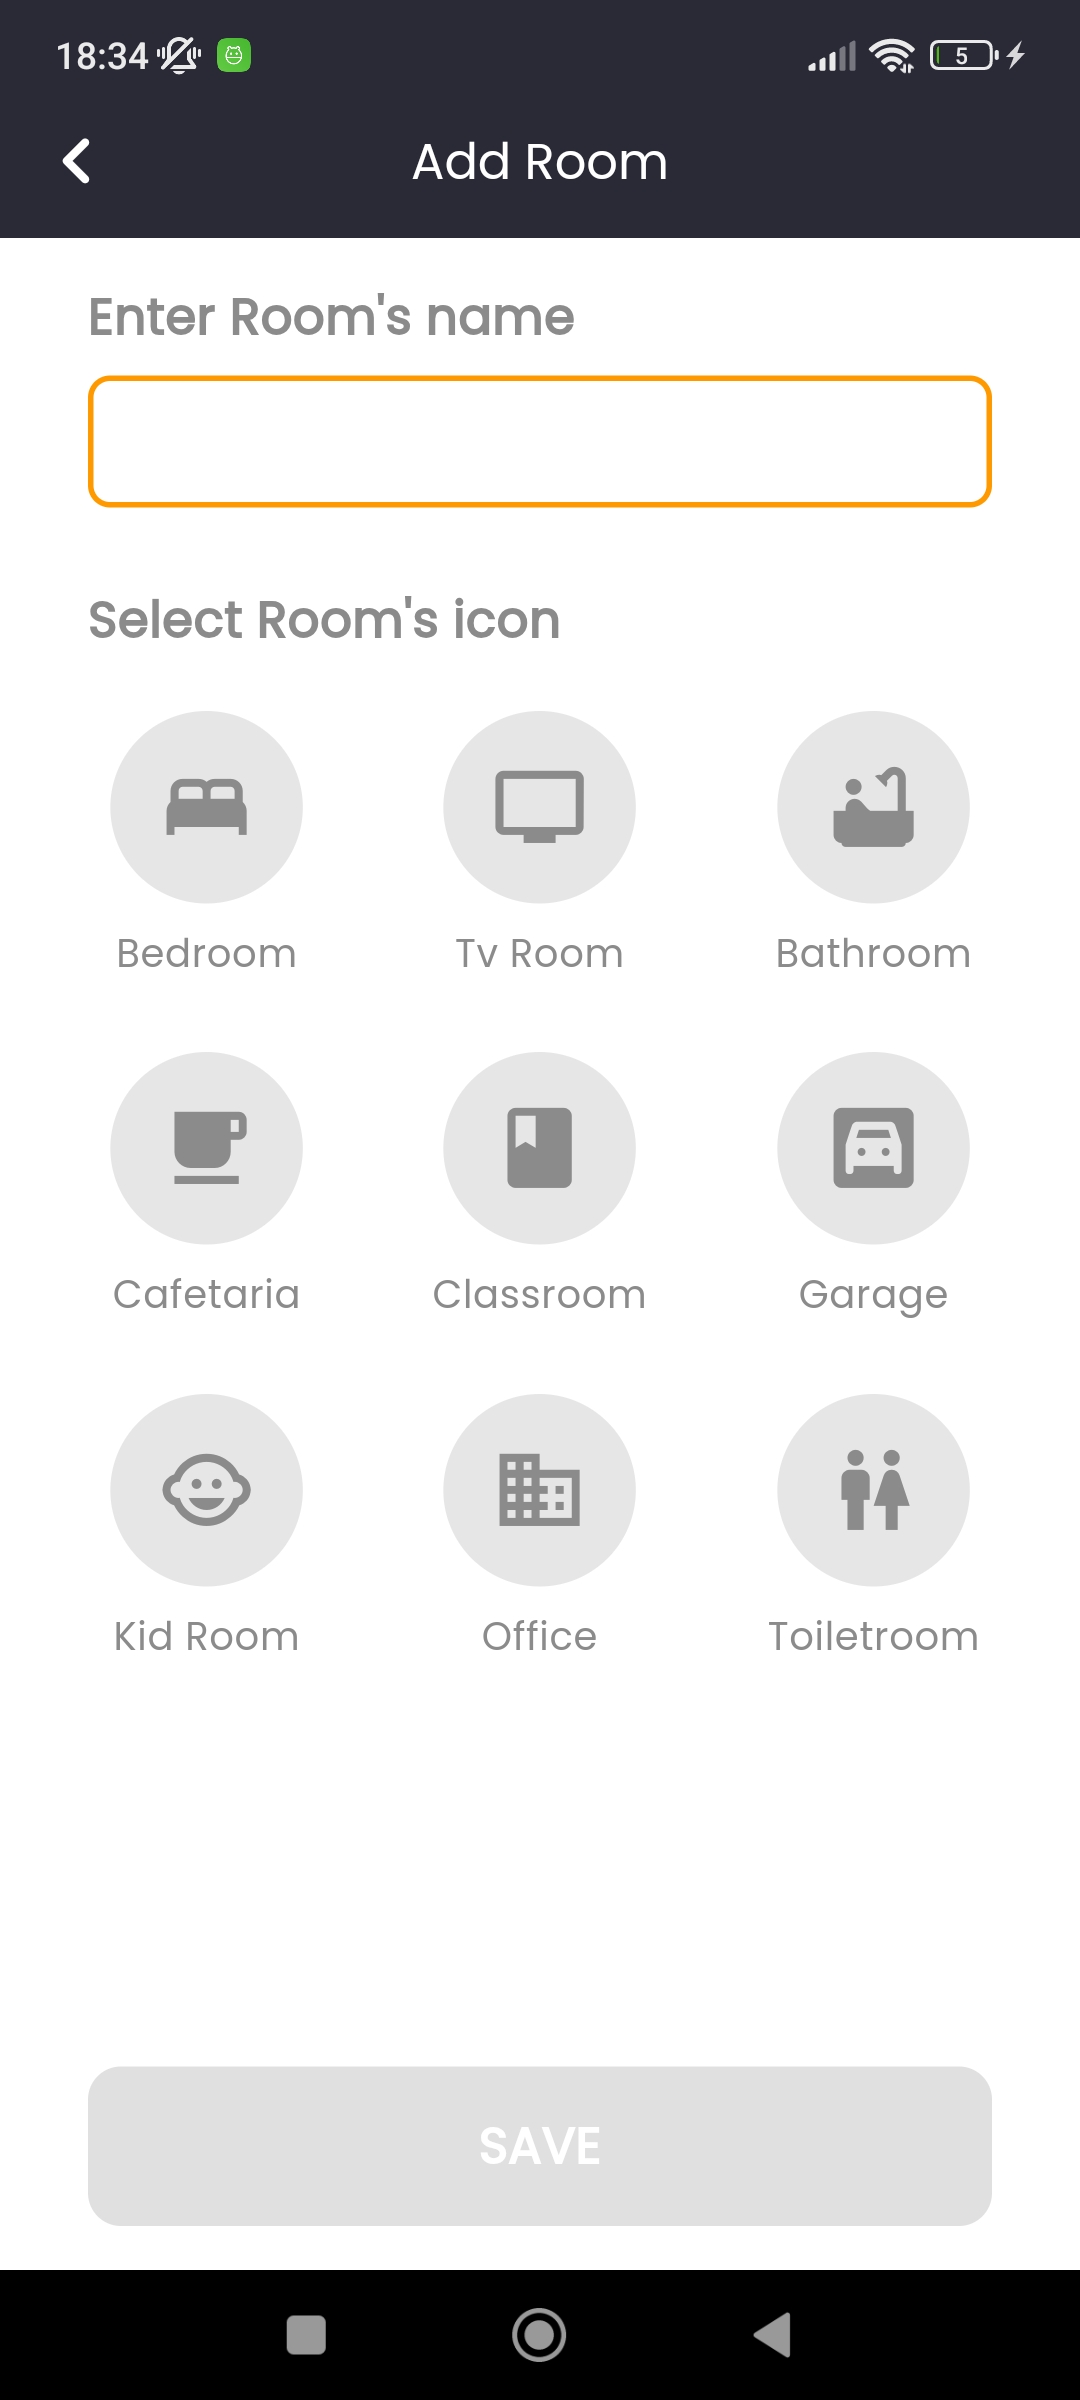 18:34
5
Add Room
Enter Room's name
Select Room's icon
Bedroom Tv Room Bathroom
Cafetaria Classroom Garage
Kid Room Office Toiletroom
SAVE